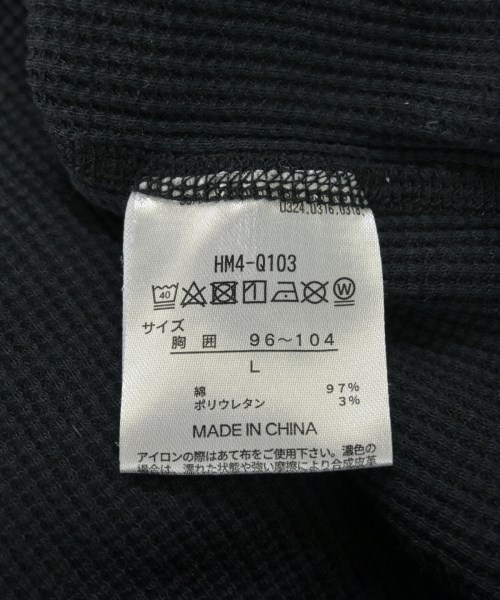 0324.0316.0318.
HM4-Q103
40
サイズ
胸 囲 96～104
L
綿 97%
ポリウレタン 3%
MADE IN CHINA
アイロンの際はあて布をご使用下さい。濃色の
場合は、濡れた状態や強い摩擦により合成皮革